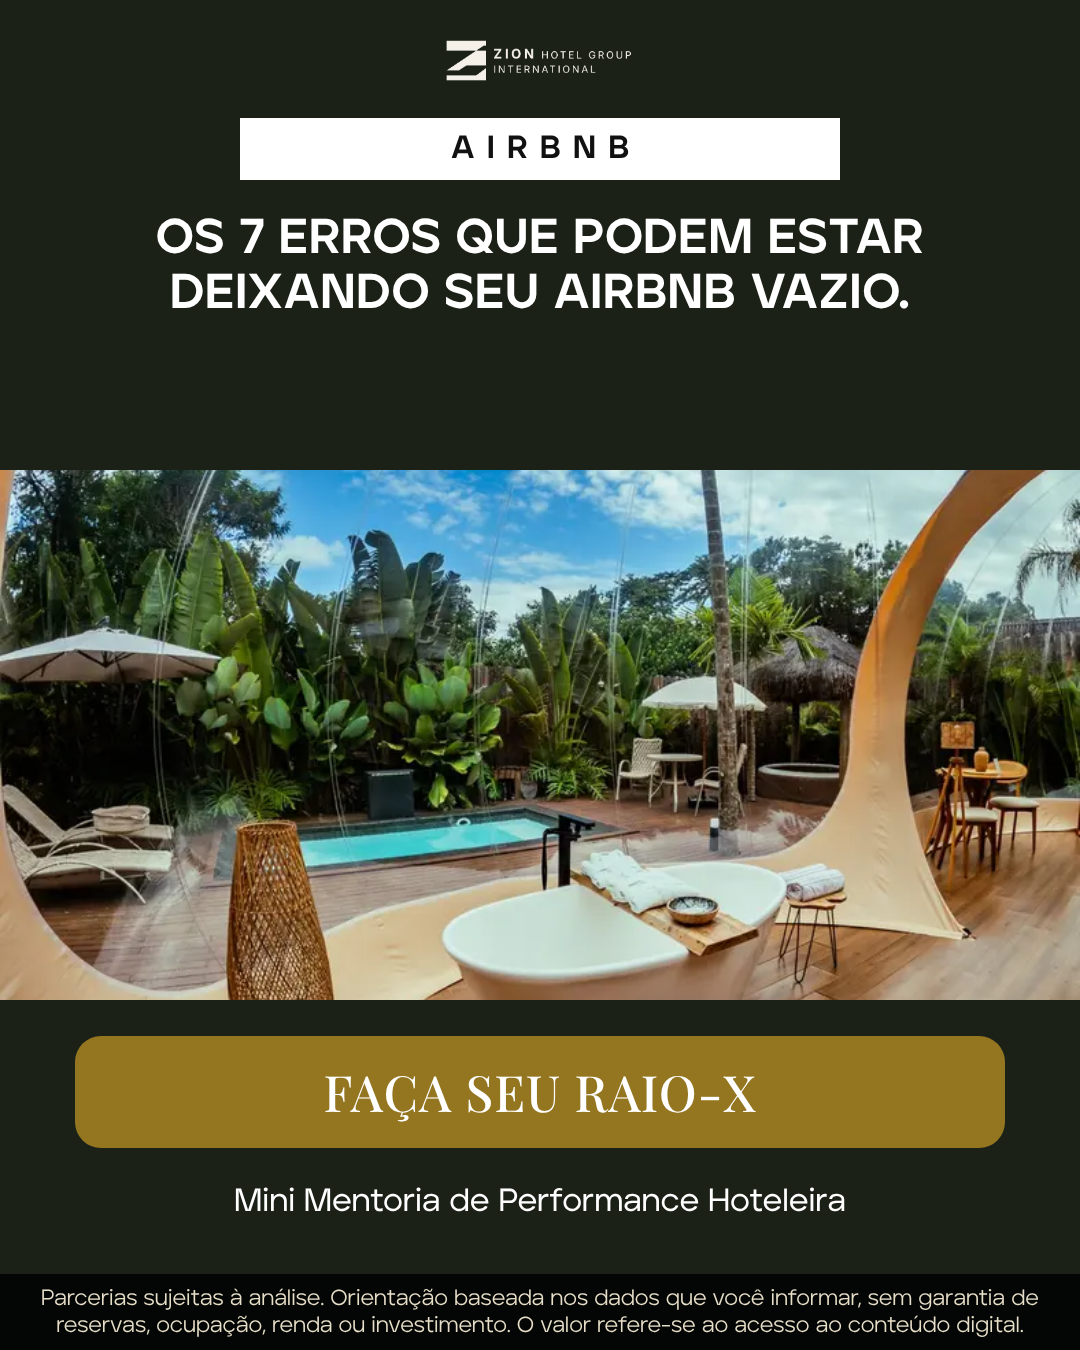 ZION HOTEL GROUP
INTERNATIONAL
AIRBNB
OS 7 ERROS QUE PODEM ESTAR
DEIXANDO SEU AIRBNB VAZIO.
FAÇA SEU RAIO-X
Mini Mentoria de Performance Hoteleira
Parcerias sujeitas à análise. Orientação baseada nos dados que você informar, sem garantia de
reservas, ocupação, renda ou investimento. O valor refere-se ao acesso ao conteúdo digital.